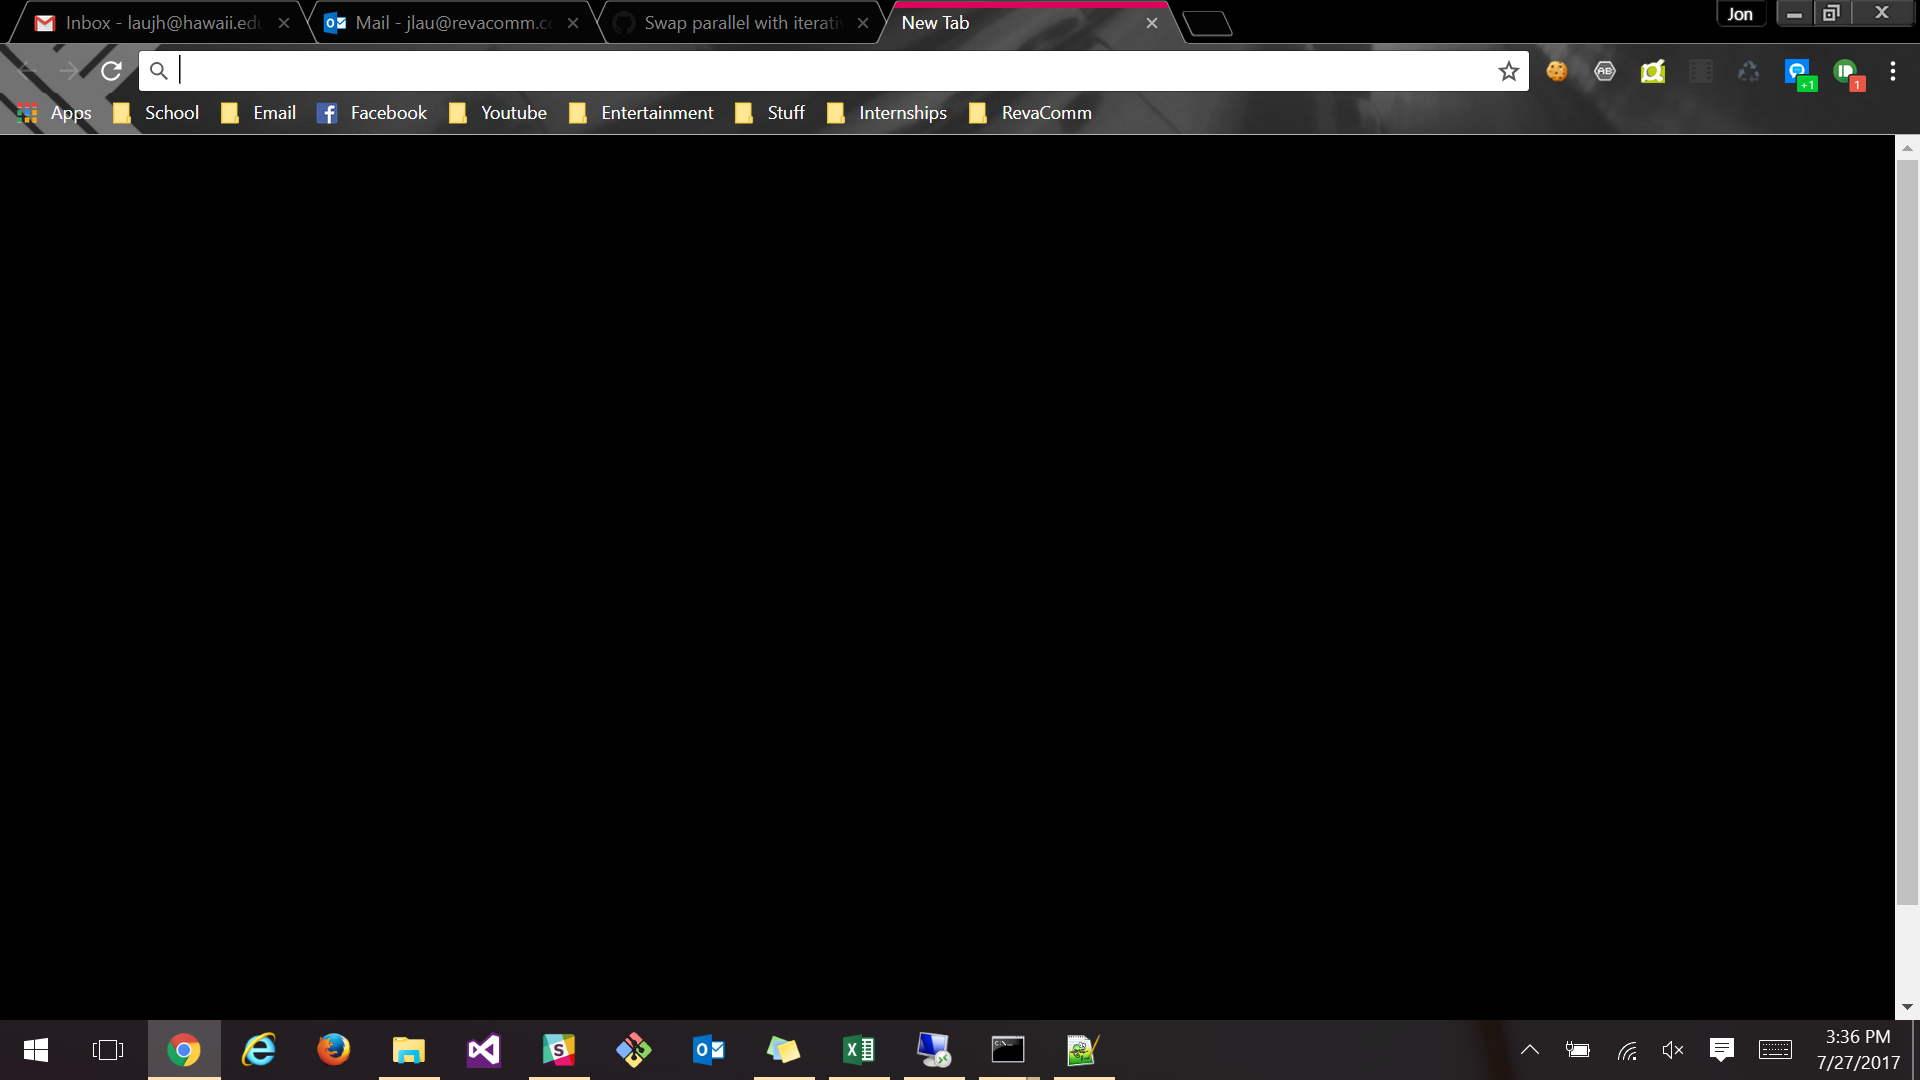 Inbox - laujh@hawaii.edu
Mail - jlau@revacomm.co
Swap parallel with iterativ
New Tab
Jon
+1
1
Apps
School
Email
Facebook
Youtube
Entertainment
Stuff
Internships
RevaComm
3:36 PM
7/27/2017